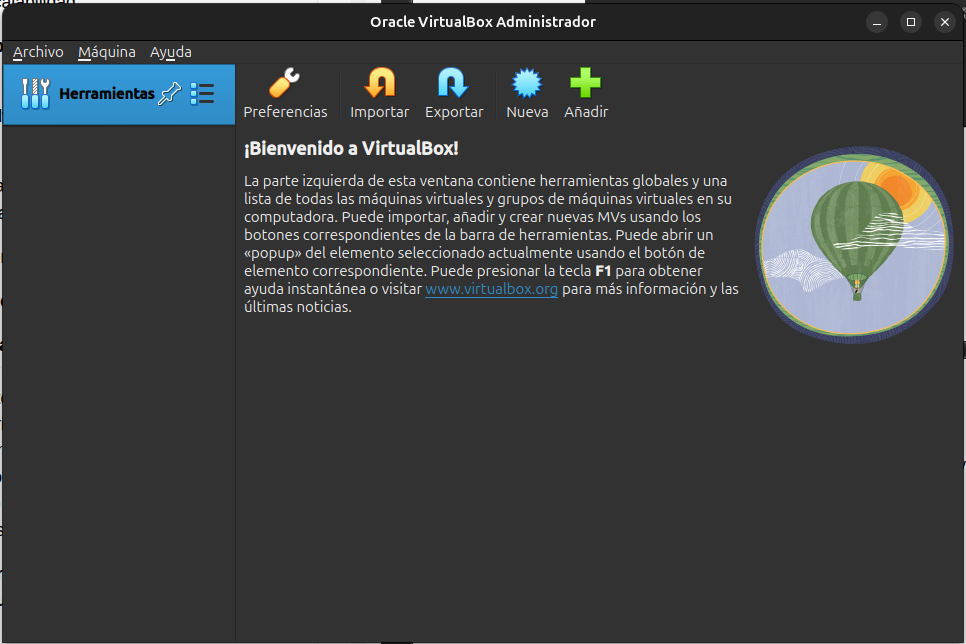 Oracle VirtualBox Administrador
Archivo Máquina Ayuda
Herramientas
Preferencias Importar Exportar Nueva Añadir
¡Bienvenido a VirtualBox!
La parte izquierda de esta ventana contiene herramientas globales y una
lista de todas las máquinas virtuales y grupos de máquinas virtuales en su
computadora. Puede importar, añadir y crear nuevas MVs usando los
botones correspondientes de la barra de herramientas. Puede abrir un
«popup» del elemento seleccionado actualmente usando el botón de
elemento correspondiente. Puede presionar la tecla F1 para obtener
ayuda instantánea o visitar www.virtualbox.org para más información y las
últimas noticias.